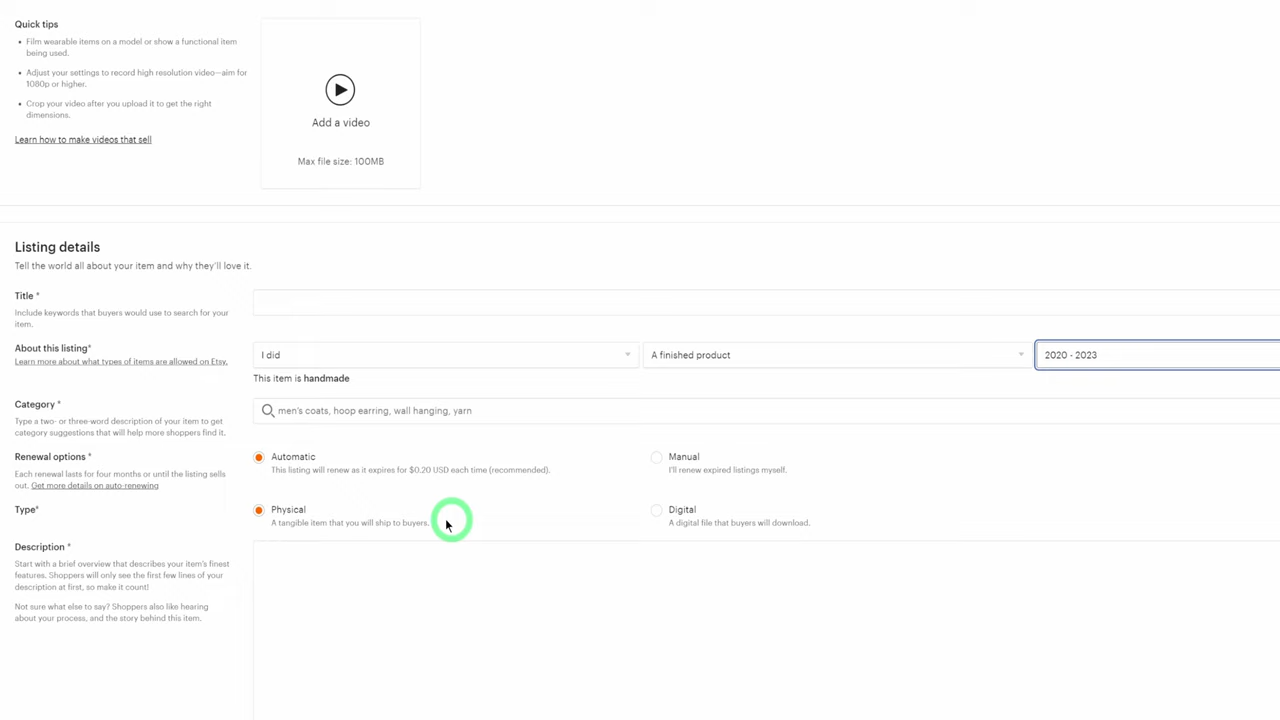 Quick tips
Film wearable items on a model or show a functional item
being used.
Adjust your settings to record high resolution video—aim for
1080p or higher.
Crop your video after you upload it to get the right
dimensions.
Learn how to make videos that sell
Add a video
Max file size: 100MB
Listing details
Tell the world all about your item and why they'll love it.
Title *
Include keywords that buyers would use to search for your
item.
About this listing*
Learn more about what types of items are allowed on Etsy.
I did
A finished product
2020 - 2023
This item is handmade
Category *
Type a two- or three-word description of your item to get
category suggestions that will help more shoppers find it.
men's coats, hoop earring, wall hanging, yarn
Renewal options *
Each renewal lasts for four months or until the listing sells
out. Get more details on auto-renewing
Automatic
This listing will renew as it expires for $0.20 USD each time (recommended).
Manual
I'll renew expired listings myself.
Type*
Physical
A tangible item that you will ship to buyers.
Digital
A digital file that buyers will download.
Description *
Start with a brief overview that describes your item's finest
features. Shoppers will only see the first few lines of your
description at first, so make it count!
Not sure what else to say? Shoppers also like hearing
about your process, and the story behind this item.